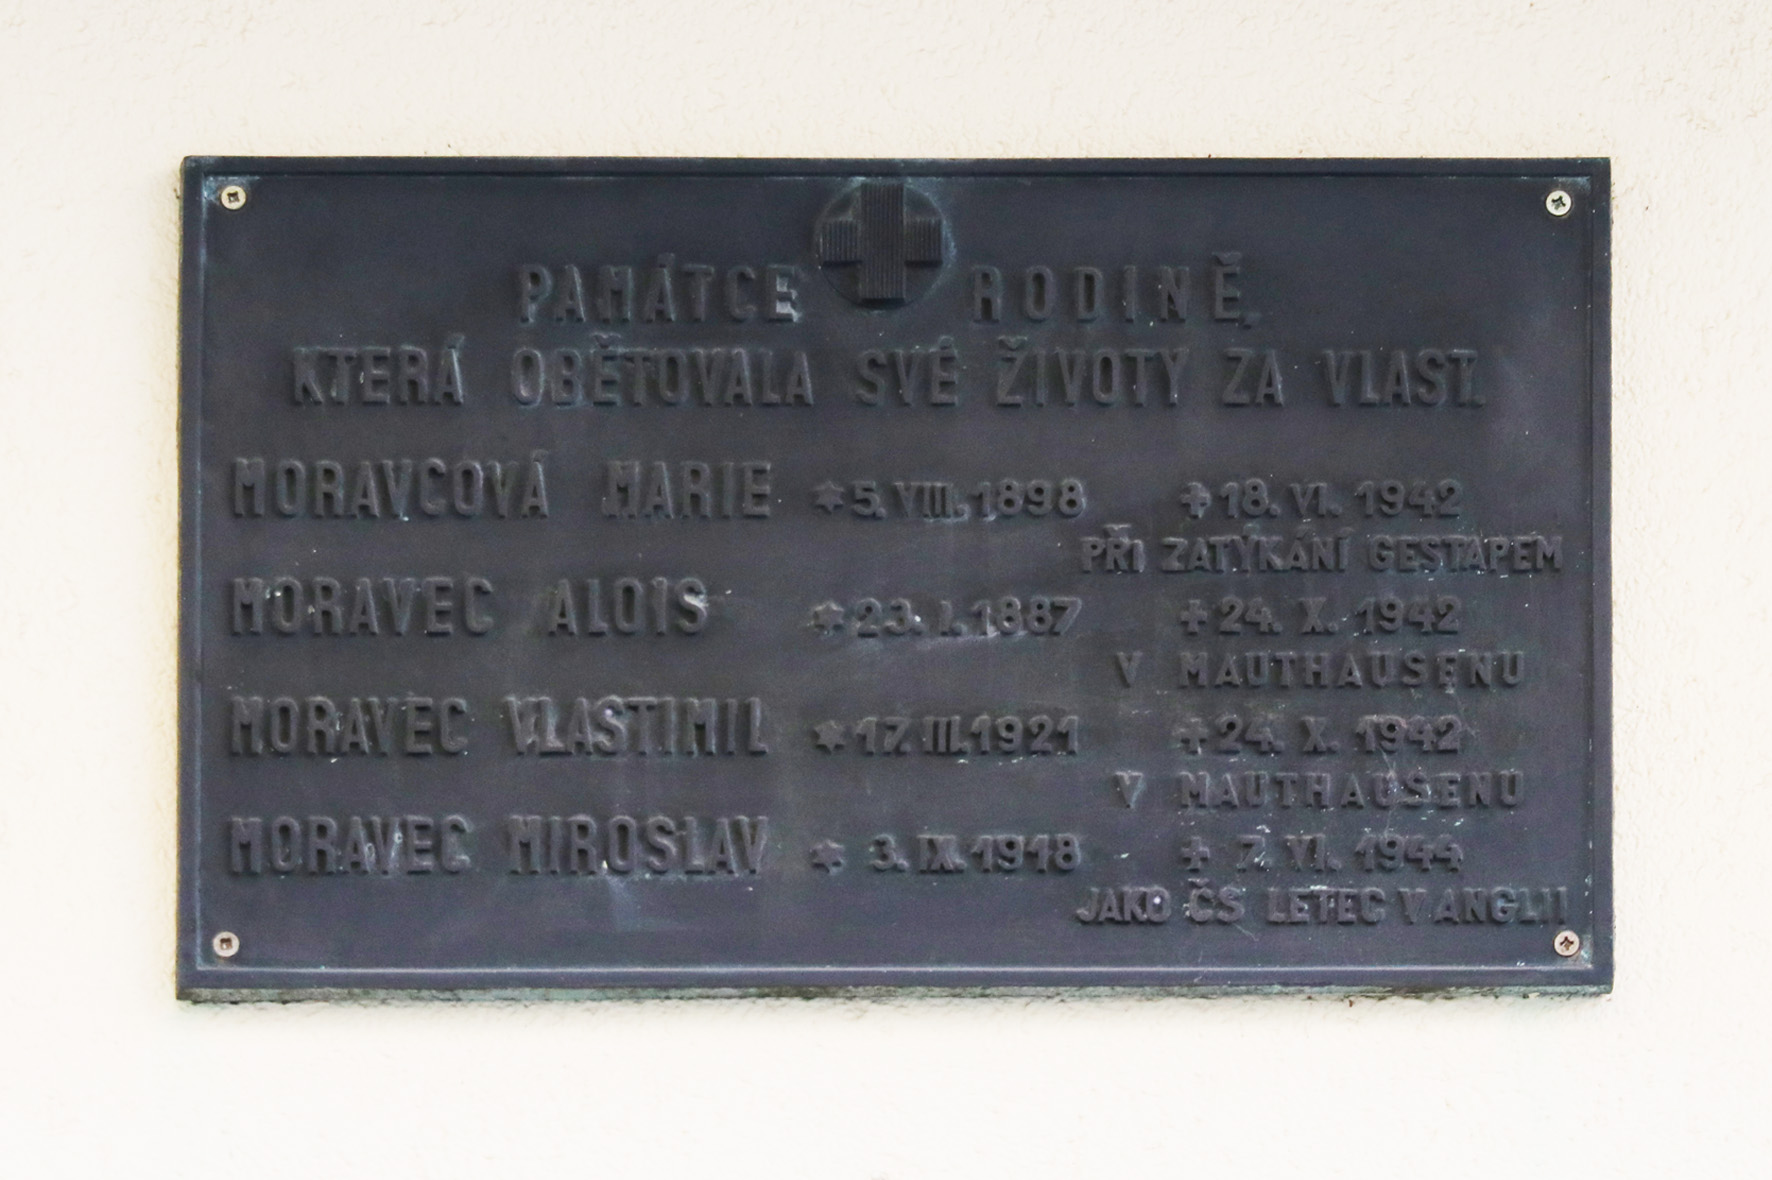 PAMÁTCE RODINĚ,
KTERÁ OBĚTOVALA SVÉ ŽIVOTY ZA VLAST.
MORAVCOVÁ MARIE *5. VIII. 1898 +18. VI. 1942
PŘI ZATÝKÁNÍ GESTAPEM
MORAVEC ALOIS *23. I. 1887 +24. X. 1942
V MAUTHAUSENU
MORAVEC VLASTIMIL *17. III. 1921 +24. X. 1942
V MAUTHAUSENU
MORAVEC MIROSLAV * 3. IX. 1918 + 7. VI. 1944
JAKO ČS LETEC V ANGLII